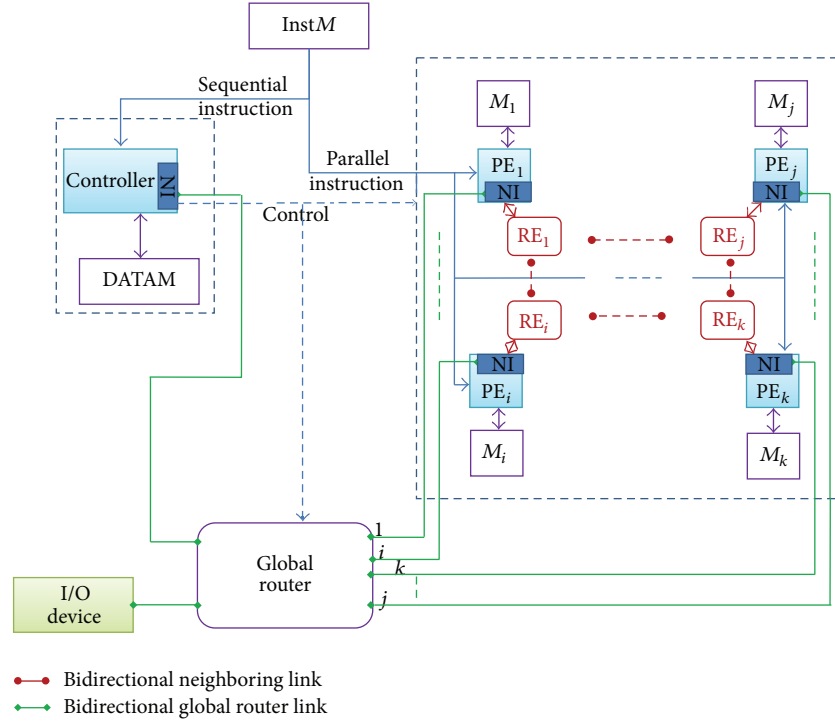 InstM
Sequential
instruction
M1
Mj
Parallel
instruction
Controller
NI
PE1
NI
PEj
NI
Control
RE1
REj
DATAM
REi
REk
NI
PEi
NI
PEk
Mi
Mk
1
i
k
j
Global
router
I/O
device
Bidirectional neighboring link
Bidirectional global router link